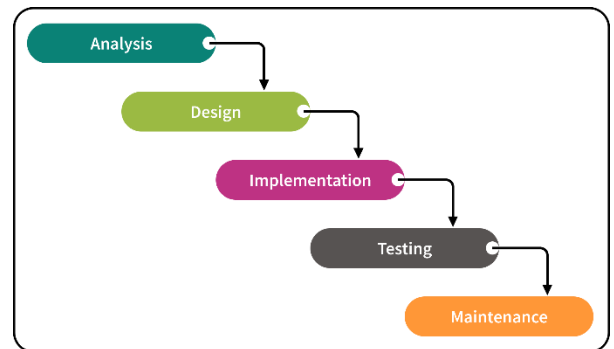 Analysis
Design
Implementation
Testing
Maintenance